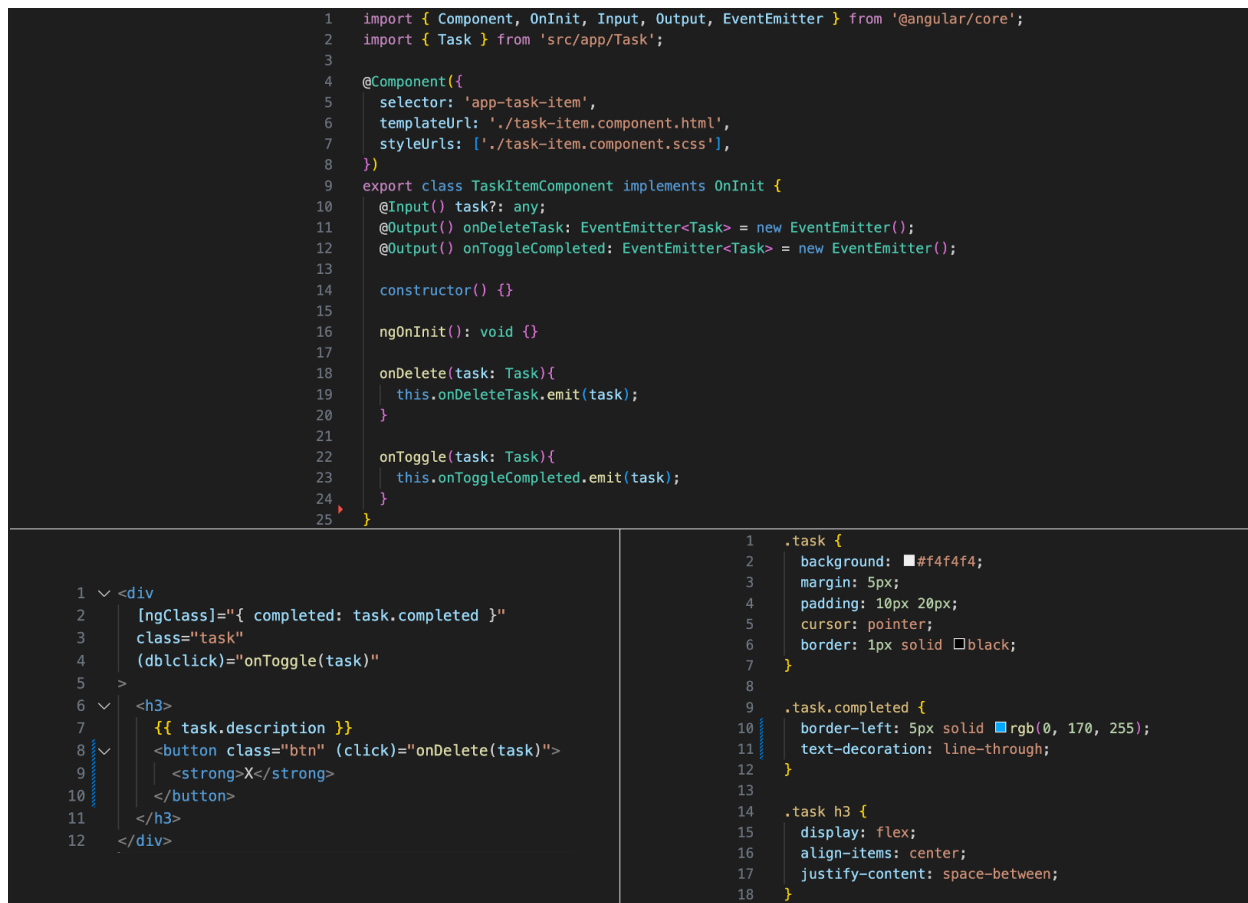 1 import { Component, OnInit, Input, Output, EventEmitter } from '@angular/core';
2 import { Task } from 'src/app/Task';
3
4 @Component({
5   selector: 'app-task-item',
6   templateUrl: './task-item.component.html',
7   styleUrls: ['./task-item.component.scss'],
8 })
9 export class TaskItemComponent implements OnInit {
10   @Input() task?: any;
11   @Output() onDeleteTask: EventEmitter<Task> = new EventEmitter();
12   @Output() onToggleCompleted: EventEmitter<Task> = new EventEmitter();
13
14   constructor() {}
15
16   ngOnInit(): void {}
17
18   onDelete(task: Task){
19     this.onDeleteTask.emit(task);
20   }
21
22   onToggle(task: Task){
23     this.onToggleCompleted.emit(task);
24   }
25 }
1 <div
2   [ngClass]="{ completed: task.completed }"
3   class="task"
4   (dblclick)="onToggle(task)"
5 >
6   <h3>
7     {{ task.description }}
8     <button class="btn" (click)="onDelete(task)">
9       <strong>X</strong>
10     </button>
11   </h3>
12 </div>
1 .task {
2   background: #f4f4f4;
3   margin: 5px;
4   padding: 10px 20px;
5   cursor: pointer;
6   border: 1px solid black;
7 }
8
9 .task.completed {
10   border-left: 5px solid rgb(0, 170, 255);
11   text-decoration: line-through;
12 }
13
14 .task h3 {
15   display: flex;
16   align-items: center;
17   justify-content: space-between;
18 }